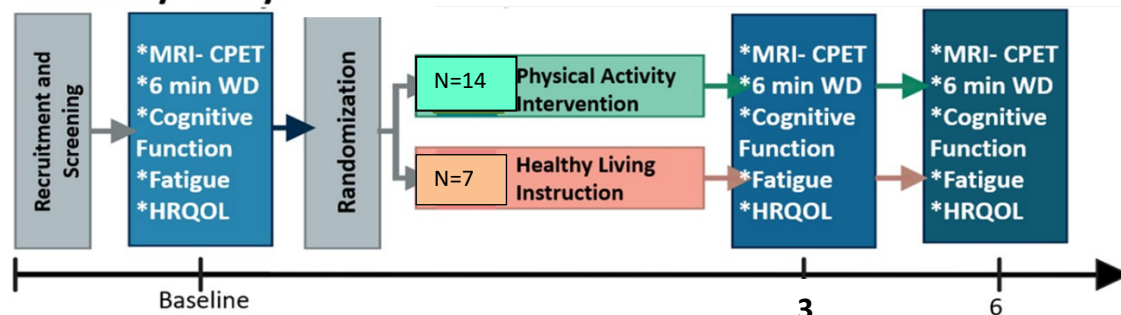 Recruitment and
Screening
*MRI- CPET
*6 min WD
*Cognitive
Function
*Fatigue
*HRQOL
Randomization
N=14
Physical Activity
Intervention
N=7
Healthy Living
Instruction
*MRI- CPET
*6 min WD
*Cognitive
Function
*Fatigue
*HRQOL
*MRI- CPET
*6 min WD
*Cognitive
Function
*Fatigue
*HRQOL
Baseline
3
6